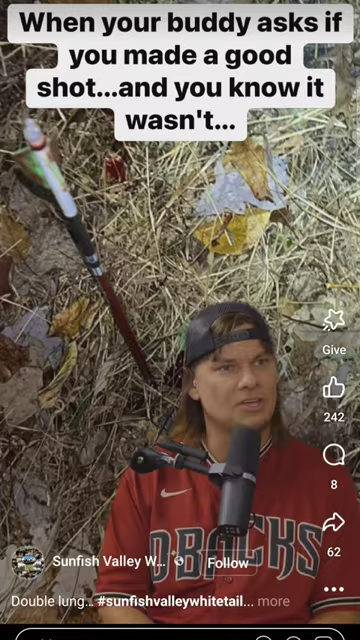 When your buddy asks if
you made a good
shot...and you know it
wasn't...
Give
242
8
62
DBACKS
Sunfish Valley W...
Follow
Double lung... #sunfishvalleywhitetail... more